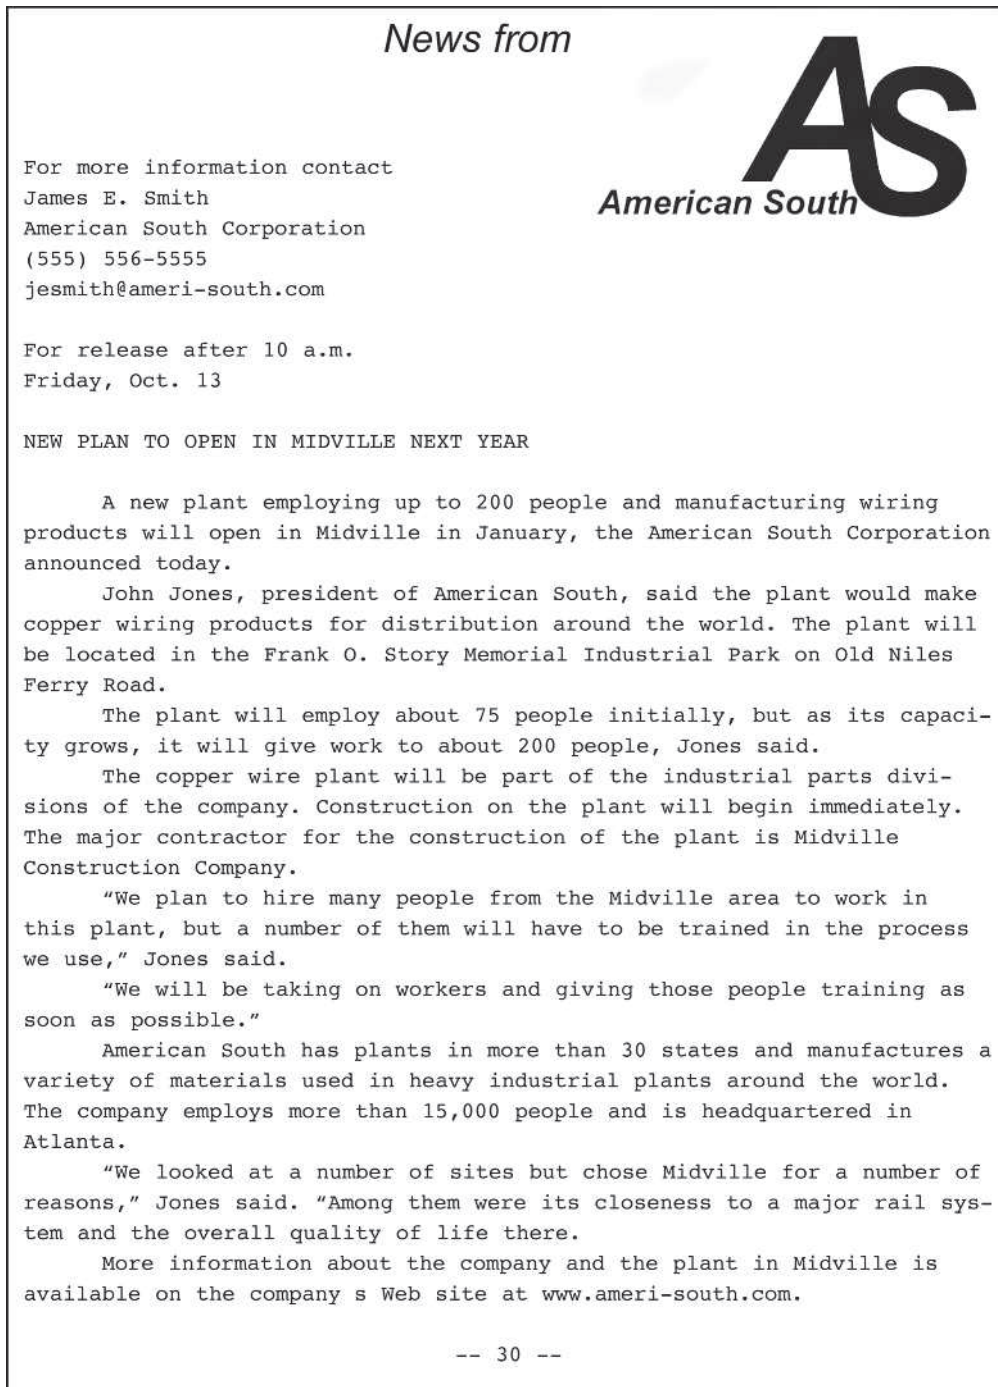 News from
AS
American South
For more information contact
James E. Smith
American South Corporation
(555) 556-5555
jesmith@ameri-south.com
For release after 10 a.m.
Friday, Oct. 13
NEW PLAN TO OPEN IN MIDVILLE NEXT YEAR
A new plant employing up to 200 people and manufacturing wiring
products will open in Midville in January, the American South Corporation
announced today.
John Jones, president of American South, said the plant would make
copper wiring products for distribution around the world. The plant will
be located in the Frank O. Story Memorial Industrial Park on Old Niles
Ferry Road.
The plant will employ about 75 people initially, but as its capaci-
ty grows, it will give work to about 200 people, Jones said.
The copper wire plant will be part of the industrial parts divi-
sions of the company. Construction on the plant will begin immediately.
The major contractor for the construction of the plant is Midville
Construction Company.
“We plan to hire many people from the Midville area to work in
this plant, but a number of them will have to be trained in the process
we use,” Jones said.
“We will be taking on workers and giving those people training as
soon as possible.”
American South has plants in more than 30 states and manufactures a
variety of materials used in heavy industrial plants around the world.
The company employs more than 15,000 people and is headquartered in
Atlanta.
“We looked at a number of sites but chose Midville for a number of
reasons,” Jones said. “Among them were its closeness to a major rail sys-
tem and the overall quality of life there.
More information about the company and the plant in Midville is
available on the company s Web site at www.ameri-south.com.
-- 30 --